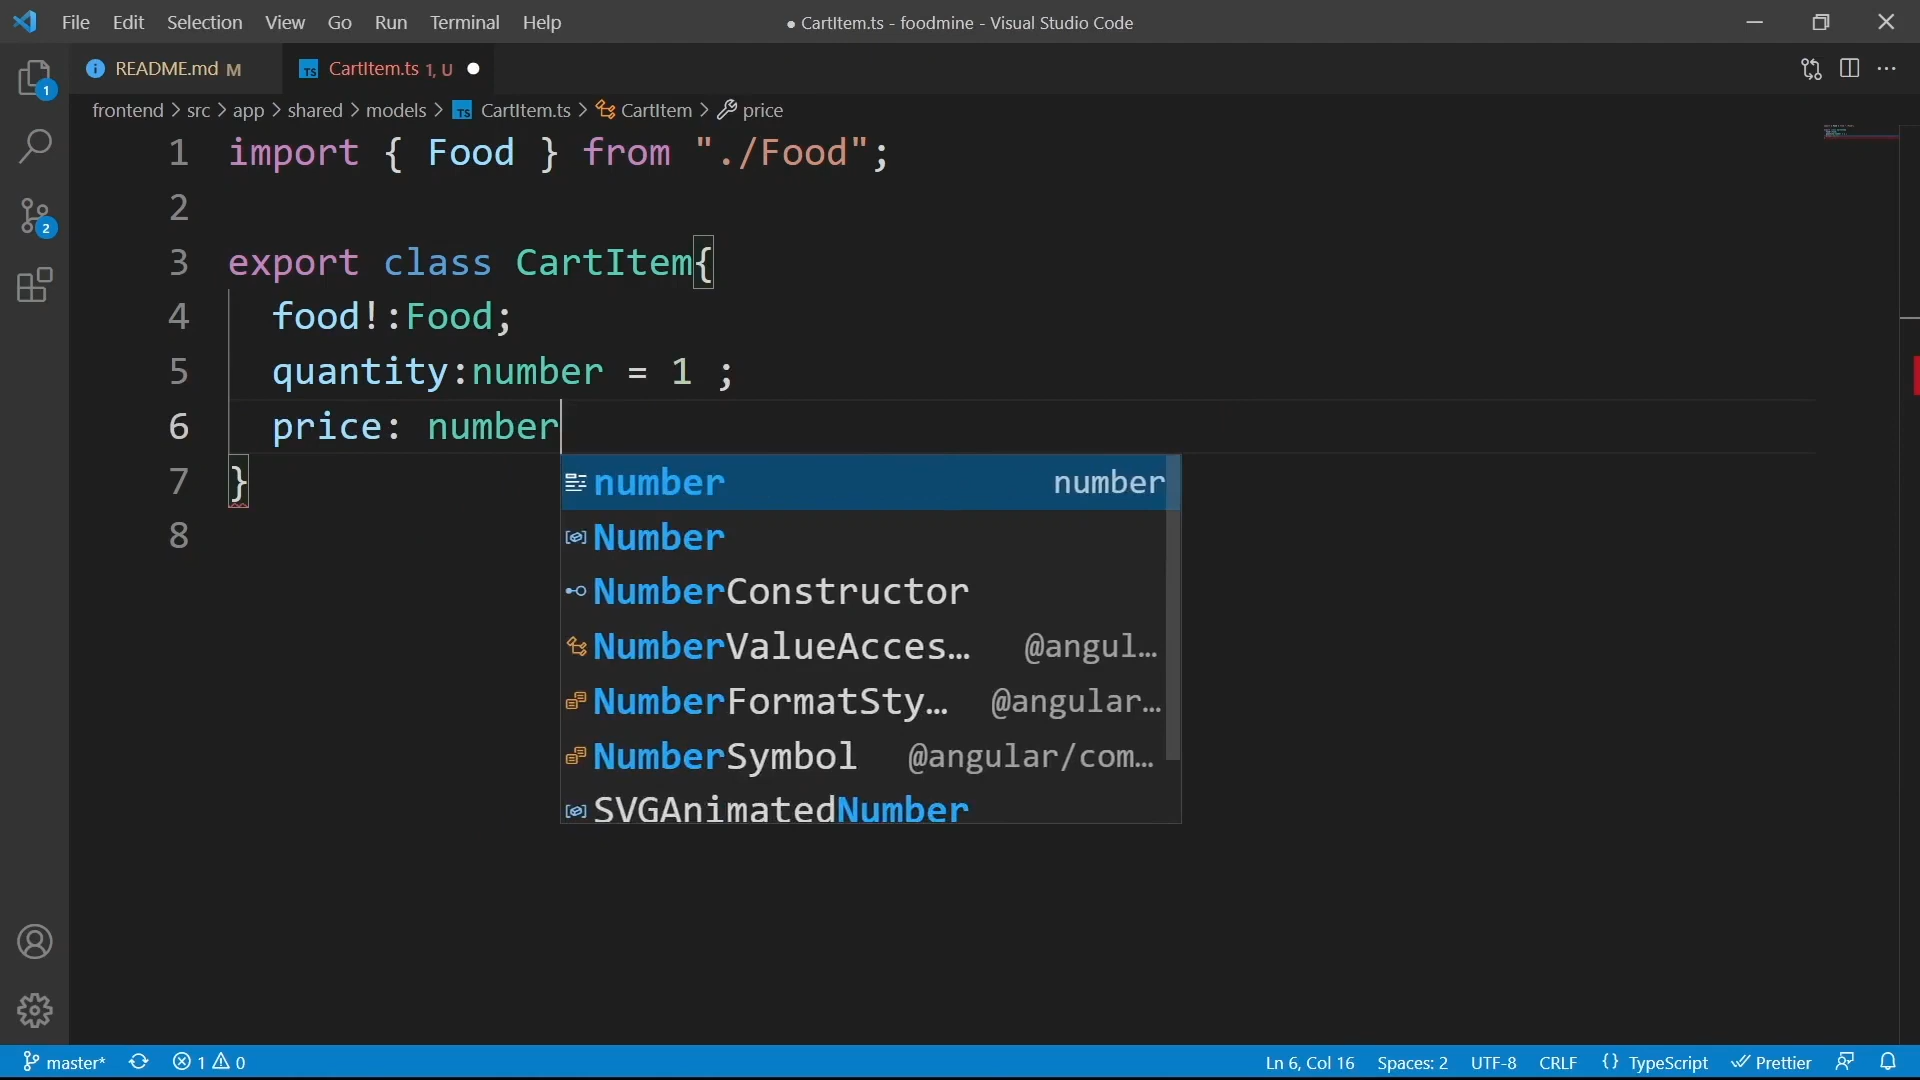 File Edit Selection View Go Run Terminal Help ● CartItem.ts - foodmine - Visual Studio Code
README.md M CartItem.ts 1, U
frontend > src > app > shared > models > TS CartItem.ts > CartItem > price
1 import { Food } from "./Food";
2
3 export class CartItem{
4 food!:Food;
5 quantity:number = 1 ;
6 price: number
7 }
8
number number
Number
NumberConstructor
NumberValueAcces… @angul…
NumberFormatSty… @angular…
NumberSymbol @angular/com…
SVGAnimatedNumber
1
2
master* 1 0 Ln 6, Col 16 Spaces: 2 UTF-8 CRLF {} TypeScript Prettier